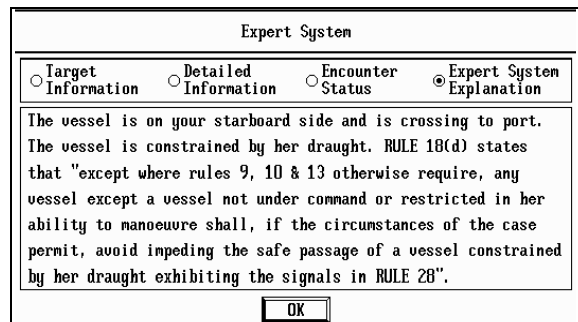 Expert System
Target Information
Detailed Information
Encounter Status
Expert System Explanation
The vessel is on your starboard side and is crossing to port.
The vessel is constrained by her draught. RULE 18(d) states
that "except where rules 9, 10 & 13 otherwise require, any
vessel except a vessel not under command or restricted in her
ability to manoeuvre shall, if the circumstances of the case
permit, avoid impeding the safe passage of a vessel constrained
by her draught exhibiting the signals in RULE 28".
OK